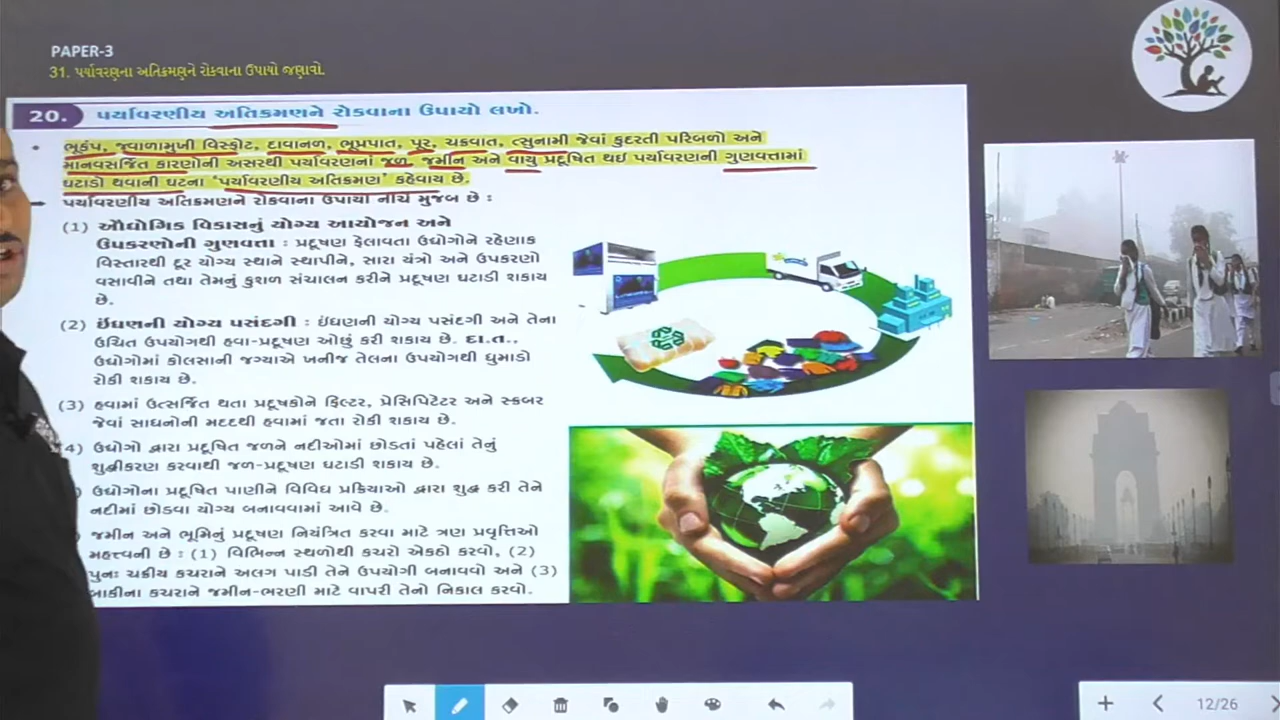 PAPER-3
31. પર્યાવરણના અતિક્રમણને રોકવાના ઉપાયો જણાવો.
20. પર્યાવરણીય અતિક્રમણને રોકવાના ઉપાયો લખો.
ભૂકંપ, જ્વાળામુખી વિસ્ફોટ, દાવાનળ, ભૂપ્રપાત, પૂર, ચક્રવાત, ત્સુનામી જેવાં કુદરતી પરિબળો અને
માનવસર્જિત કારણોની અસરથી પર્યાવરણનાં જળ, જમીન અને વાયુ પ્રદૂષિત થઈ પર્યાવરણની ગુણવત્તામાં
ઘટાડો થવાની ઘટના ‘પર્યાવરણીય અતિક્રમણ’ કહેવાય છે.
પર્યાવરણીય અતિક્રમણને રોકવાના ઉપાયો નીચે મુજબ છે :
(1) ઔદ્યોગિક વિકાસનું યોગ્ય આયોજન અને
ઉપકરણોની ગુણવત્તા : પ્રદૂષણ ફેલાવતા ઉદ્યોગોને રહેણાક
વિસ્તારથી દૂર યોગ્ય સ્થાને સ્થાપીને, સારા યંત્રો અને ઉપકરણો
વસાવીને તથા તેમનું કુશળ સંચાલન કરીને પ્રદૂષણ ઘટાડી શકાય
છે.
(2) ઈંધણની યોગ્ય પસંદગી : ઈંધણની યોગ્ય પસંદગી અને તેના
ઉચિત ઉપયોગથી હવા-પ્રદૂષણ ઓછું કરી શકાય છે. દા.ત.,
ઉદ્યોગોમાં કોલસાની જગ્યાએ ખનીજ તેલના ઉપયોગથી ધુમાડો
રોકી શકાય છે.
(3) હવામાં ઉત્સર્જિત થતા પ્રદૂષકોને ફિલ્ટર, પ્રેસિપિટેટર અને સ્ક્રબર
જેવાં સાધનોની મદદથી હવામાં જતા રોકી શકાય છે.
4) ઉદ્યોગો દ્વારા પ્રદૂષિત જળને નદીઓમાં છોડતાં પહેલાં તેનું
શુદ્ધીકરણ કરવાથી જળ-પ્રદૂષણ ઘટાડી શકાય છે.
ઉદ્યોગોના પ્રદૂષિત પાણીને વિવિધ પ્રક્રિયાઓ દ્વારા શુદ્ધ કરી તેને
નદીમાં છોડવા યોગ્ય બનાવવામાં આવે છે.
જમીન અને ભૂમિનું પ્રદૂષણ નિયંત્રિત કરવા માટે ત્રણ પ્રવૃત્તિઓ
મહત્ત્વની છે : (1) વિભિન્ન સ્થળોથી કચરો એકઠો કરવો, (2)
પુનઃ ચક્રીય કચરાને અલગ પાડી તેને ઉપયોગી બનાવવો અને (3)
બાકીના કચરાને જમીન-ભરણી માટે વાપરી તેનો નિકાલ કરવો.
12/26